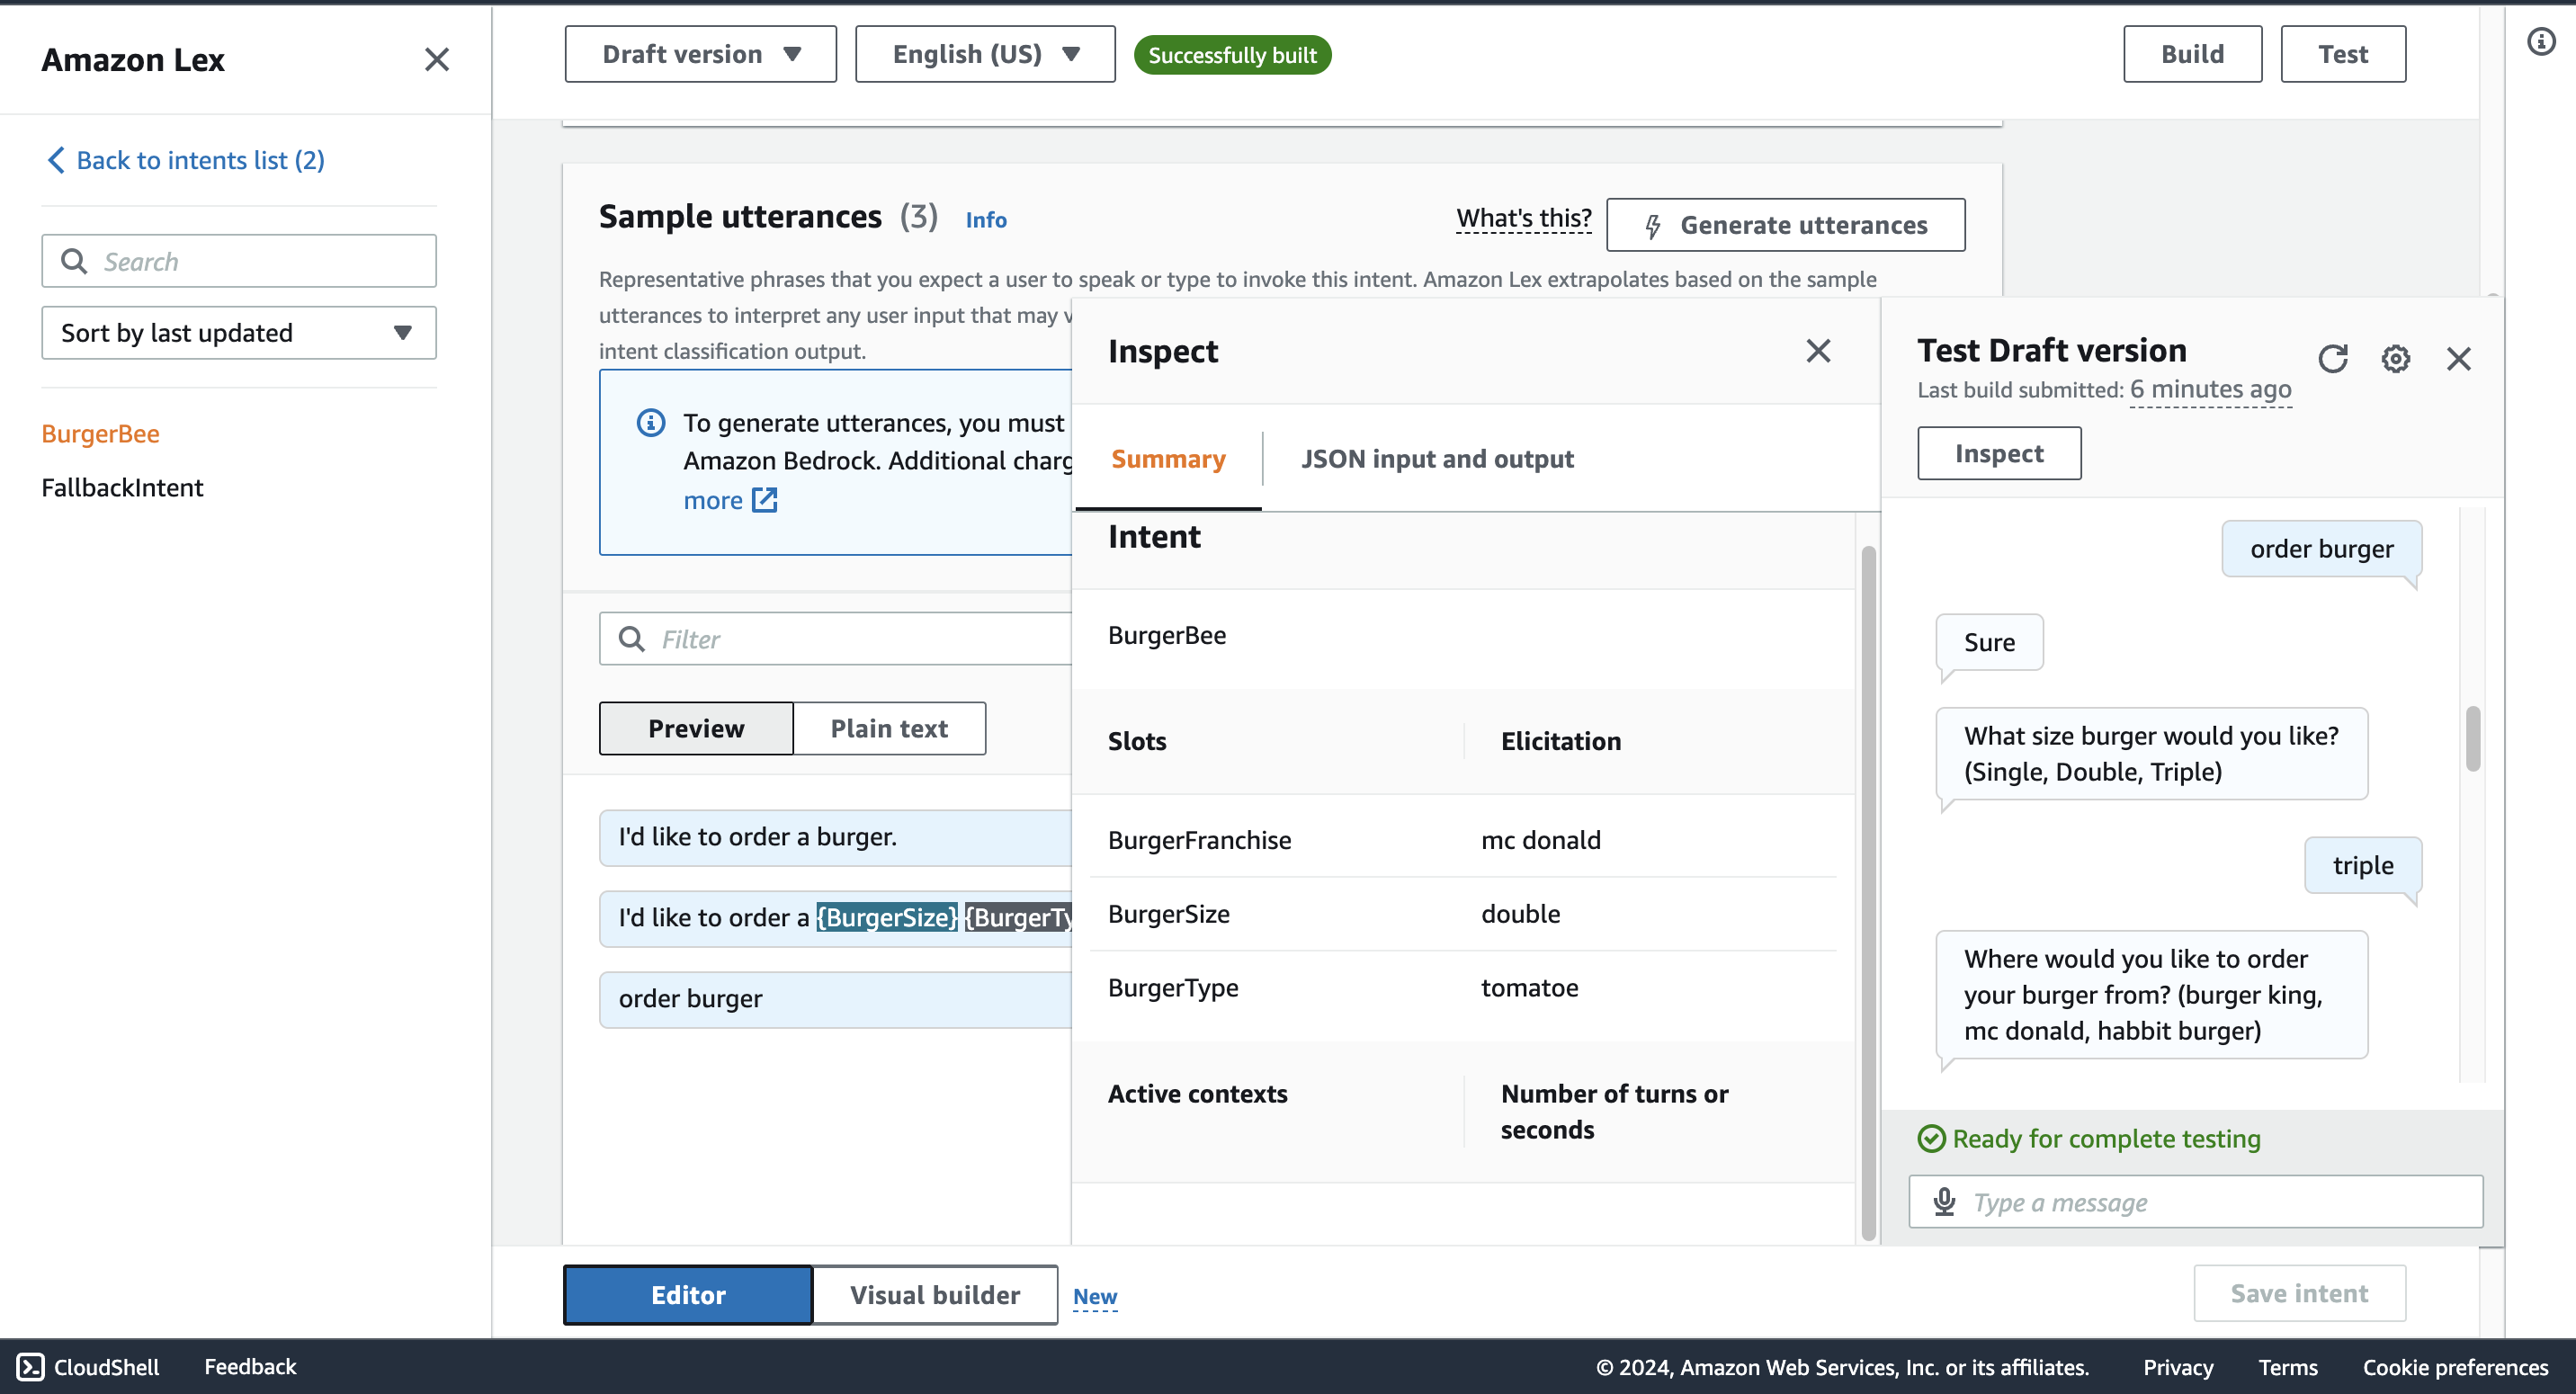 Amazon Lex
Back to intents list (2)
Search
Sort by last updated
BurgerBee
FallbackIntent
Draft version
English (US)
Successfully built
Build
Test
Sample utterances (3) Info
What's this?
Generate utterances
Representative phrases that you expect a user to speak or type to invoke this intent. Amazon Lex extrapolates based on the sample
utterances to interpret any user input that may v
intent classification output.
To generate utterances, you must
Amazon Bedrock. Additional charg
more
Filter
Preview
Plain text
I'd like to order a burger.
I'd like to order a {BurgerSize} {BurgerTy
order burger
Inspect
Summary
JSON input and output
Intent
BurgerBee
Slots
Elicitation
BurgerFranchise
mc donald
BurgerSize
double
BurgerType
tomatoe
Active contexts
Number of turns or
seconds
Test Draft version
Last build submitted: 6 minutes ago
Inspect
order burger
Sure
What size burger would you like?
(Single, Double, Triple)
triple
Where would you like to order
your burger from? (burger king,
mc donald, habbit burger)
Ready for complete testing
Type a message
Editor
Visual builder
New
Save intent
CloudShell
Feedback
© 2024, Amazon Web Services, Inc. or its affiliates.
Privacy
Terms
Cookie preferences